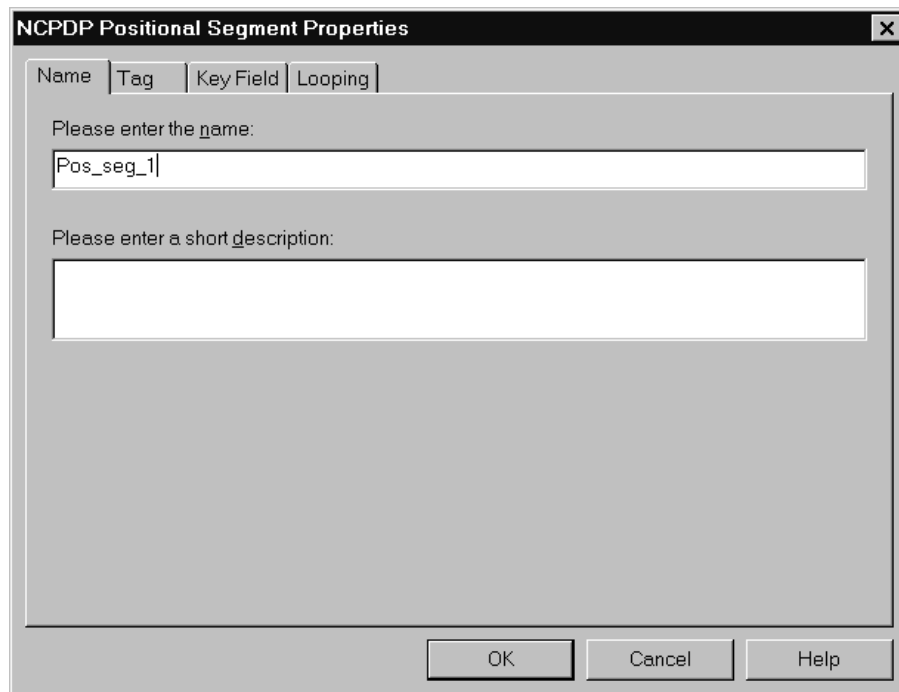 NCPDP Positional Segment Properties
Name Tag Key Field Looping
Please enter the name:
Pos_seg_1
Please enter a short description:
OK Cancel Help